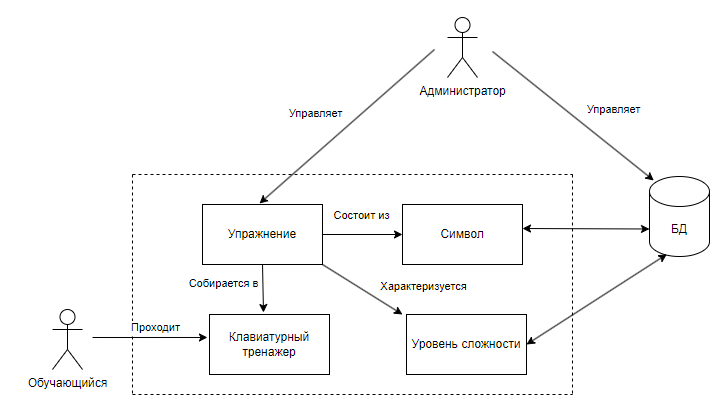 Администратор
Управляет
Управляет
Упражнение
Состоит из
Символ
БД
Собирается в
Характеризуется
Проходит
Клавиатурный
тренажер
Уровень сложности
Обучающийся